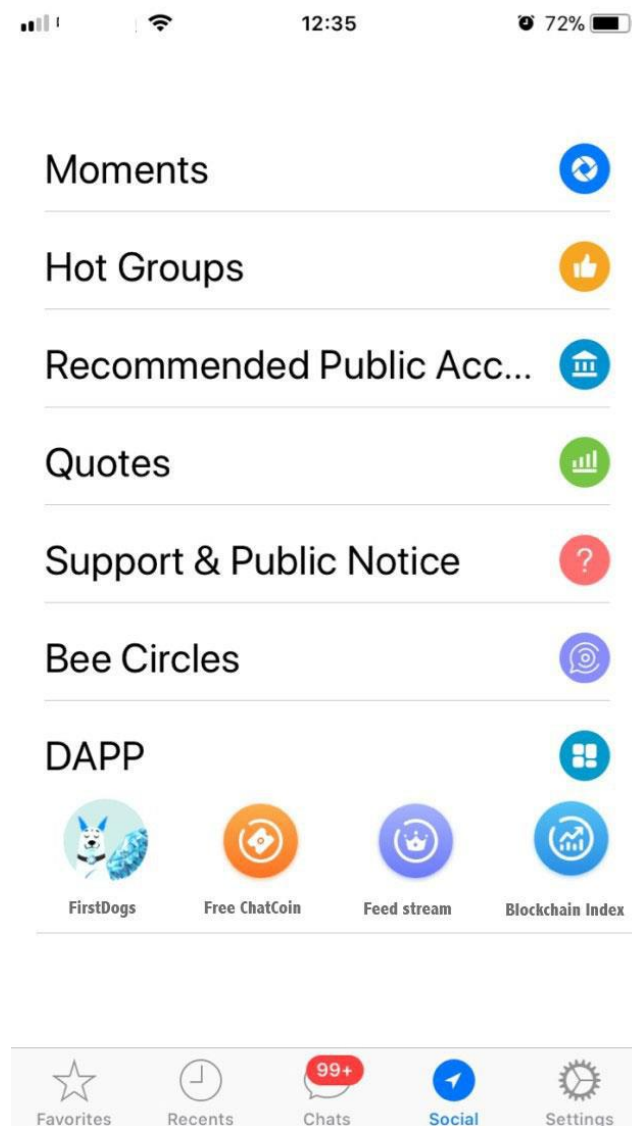 12:35
72%
Moments
Hot Groups
Recommended Public Acc...
Quotes
Support & Public Notice
?
Bee Circles
DAPP
FirstDogs Free ChatCoin Feed stream Blockchain Index
99+
Favorites Recents Chats Social Settings